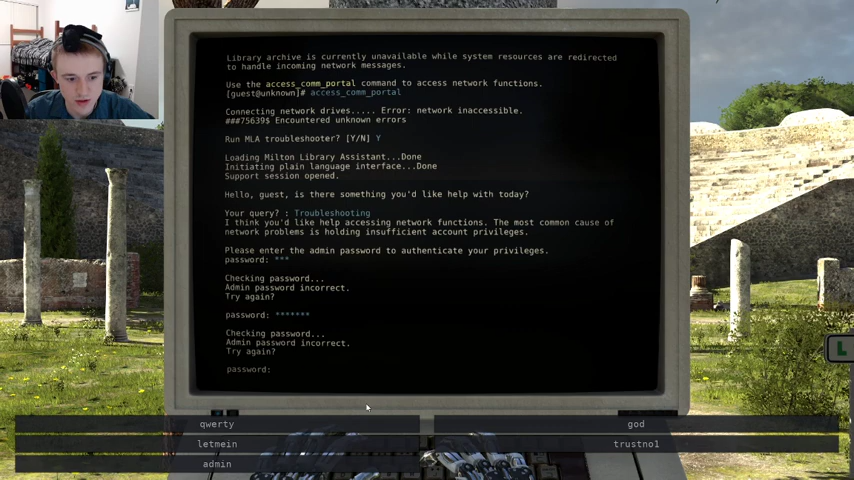 Library archive is currently unavailable while system resources are redirected
to handle incoming network messages.
Use the access_comm_portal command to access network functions.
[guest@unknown]# access_comm_portal
Connecting network drives..... Error: network inaccessible.
###75639$ Encountered unknown errors
Run MLA troubleshooter? [Y/N] Y
Loading Milton Library Assistant...Done
Initiating plain language interface...Done
Support session opened.
Hello, guest, is there something you'd like help with today?
Your query? : Troubleshooting
I think you'd like help accessing network functions. The most common cause of
network problems is holding insufficient account privileges.
Please enter the admin password to authenticate your privileges.
password: ***
Checking password...
Admin password incorrect.
Try again?
password: *******
Checking password...
Admin password incorrect.
Try again?
password:
qwerty
god
letmein
trustno1
admin
L